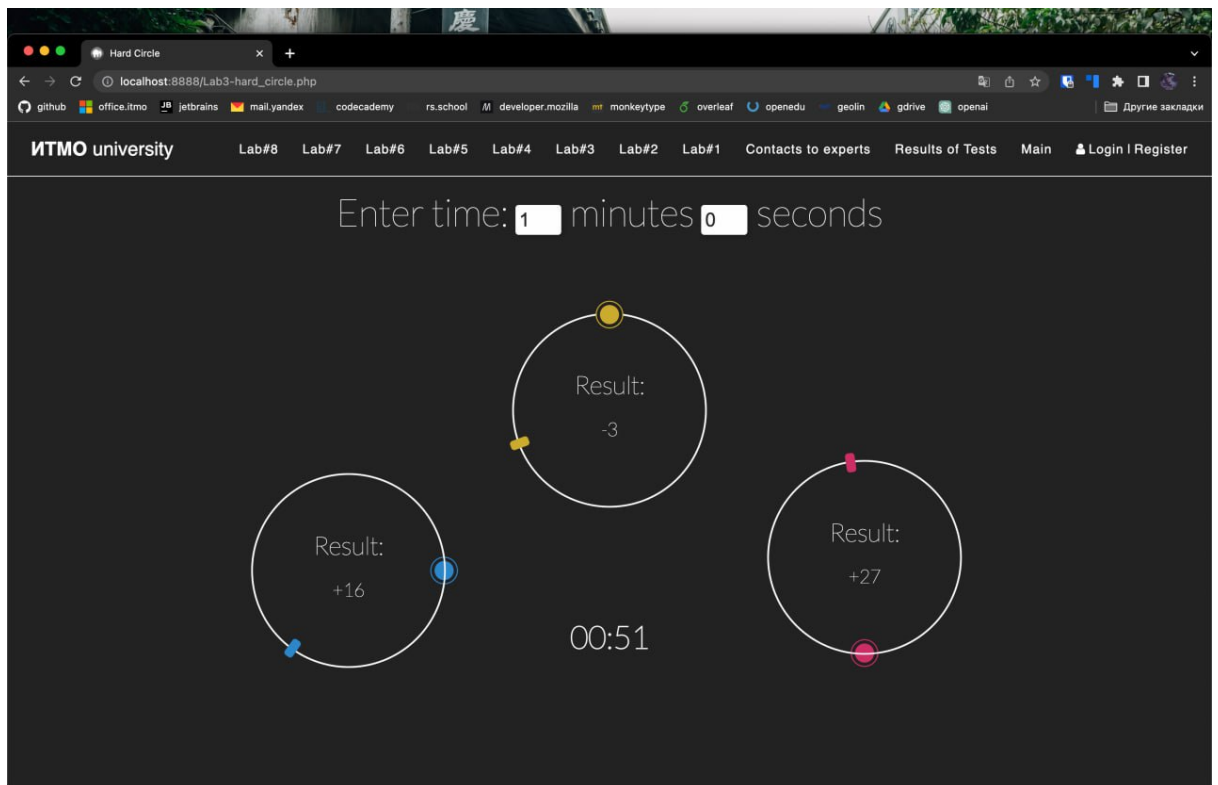 慶
Hard Circle
localhost:8888/Lab3-hard_circle.php
github office.itmo jetbrains mail.yandex codecademy rs.school developer.mozilla monkeytype overleaf openedu geolin gdrive openai Другие закладки
ИТМО university Lab#8 Lab#7 Lab#6 Lab#5 Lab#4 Lab#3 Lab#2 Lab#1 Contacts to experts Results of Tests Main Login | Register
Enter time: 1 minutes 0 seconds
Result:
-3
Result:
+27
Result:
+16
00:51